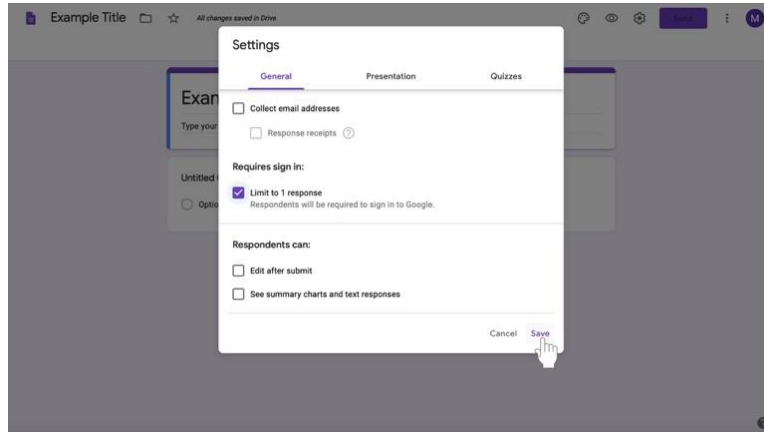 Example Title
All changes saved in Drive
Send
M
Settings
General Presentation Quizzes
Exam
Type your
Collect email addresses
Response receipts
Requires sign in:
Untitled
Limit to 1 response
Respondents will be required to sign in to Google.
Optio
Respondents can:
Edit after submit
See summary charts and text responses
Cancel Save